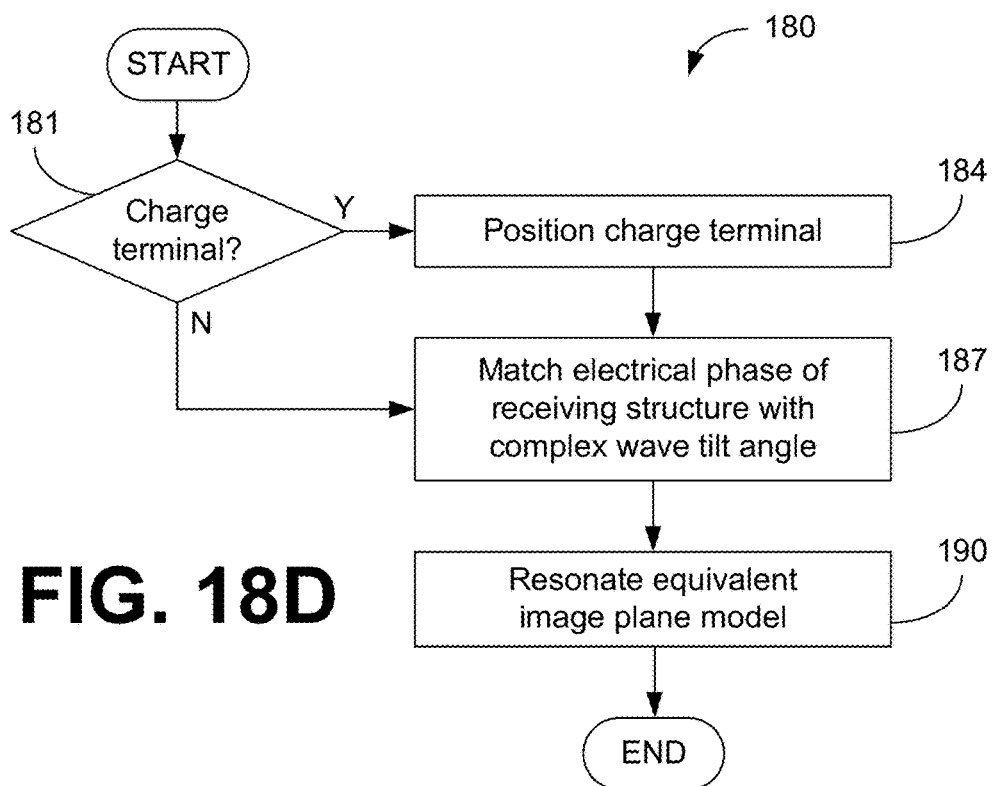 180
START
181
Charge
terminal?
Y
N
184
Position charge terminal
187
Match electrical phase of
receiving structure with
complex wave tilt angle
190
Resonate equivalent
image plane model
END
FIG. 18D